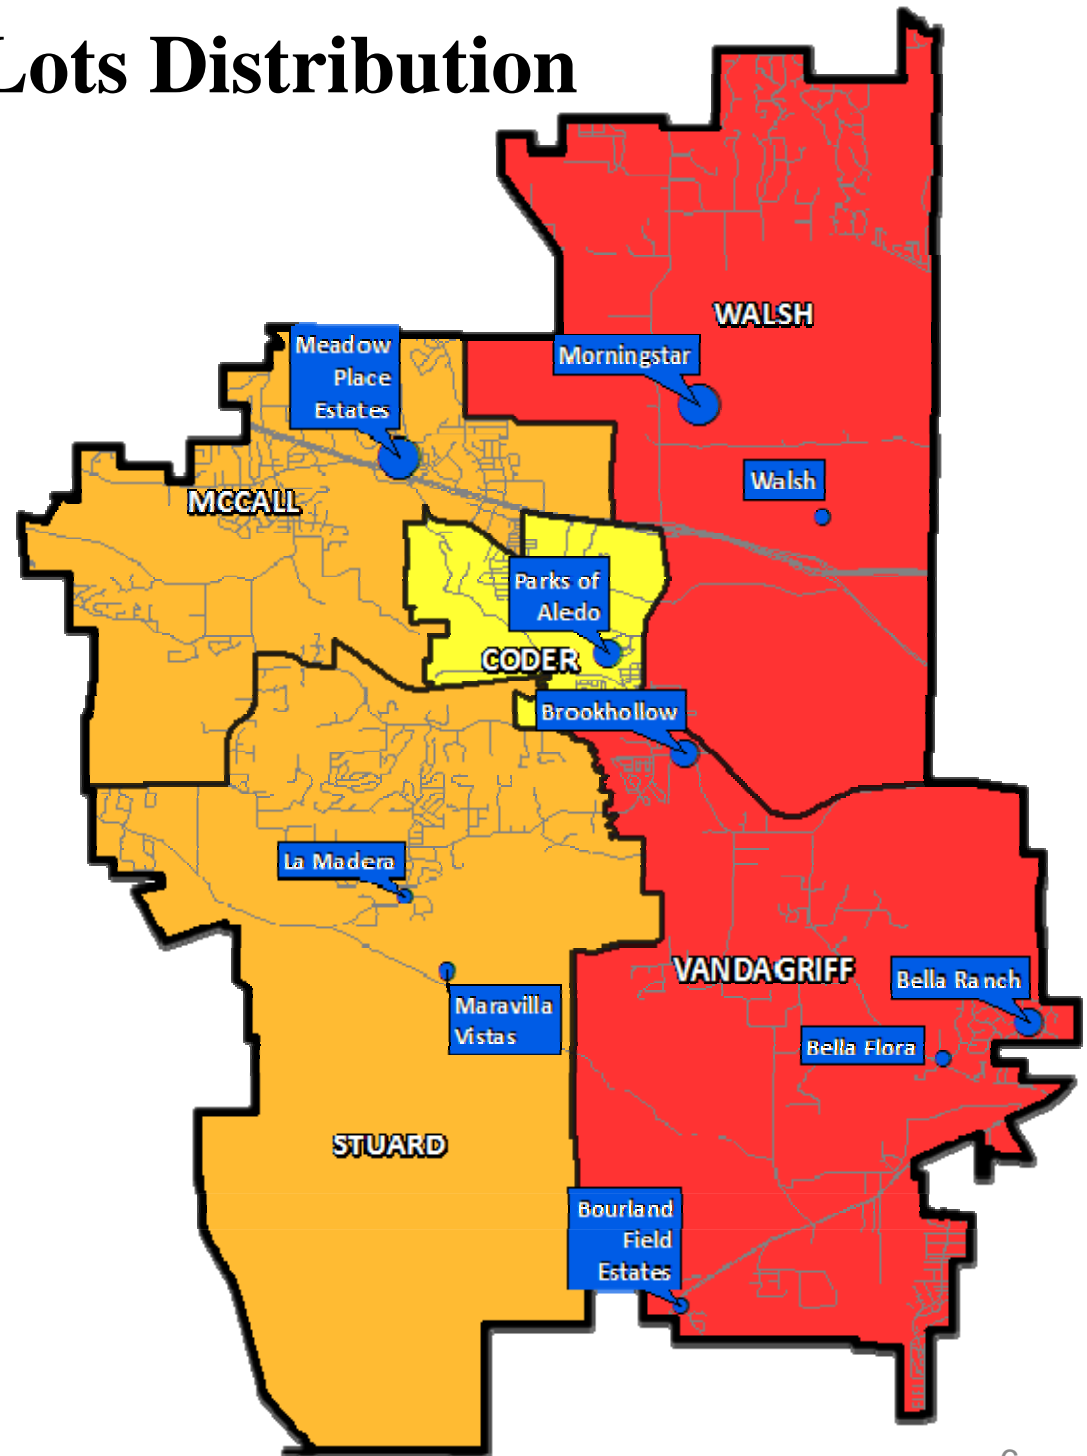 Lots Distribution
WALSH
Meadow
Place
Estates
Morningstar
Walsh
MCCALL
Parks of
Aledo
CODER
Brookhollow
La Madera
VANDAGRIFF
Bella Ranch
Maravilla
Vistas
Bella Flora
STUARD
Bourland
Field
Estates